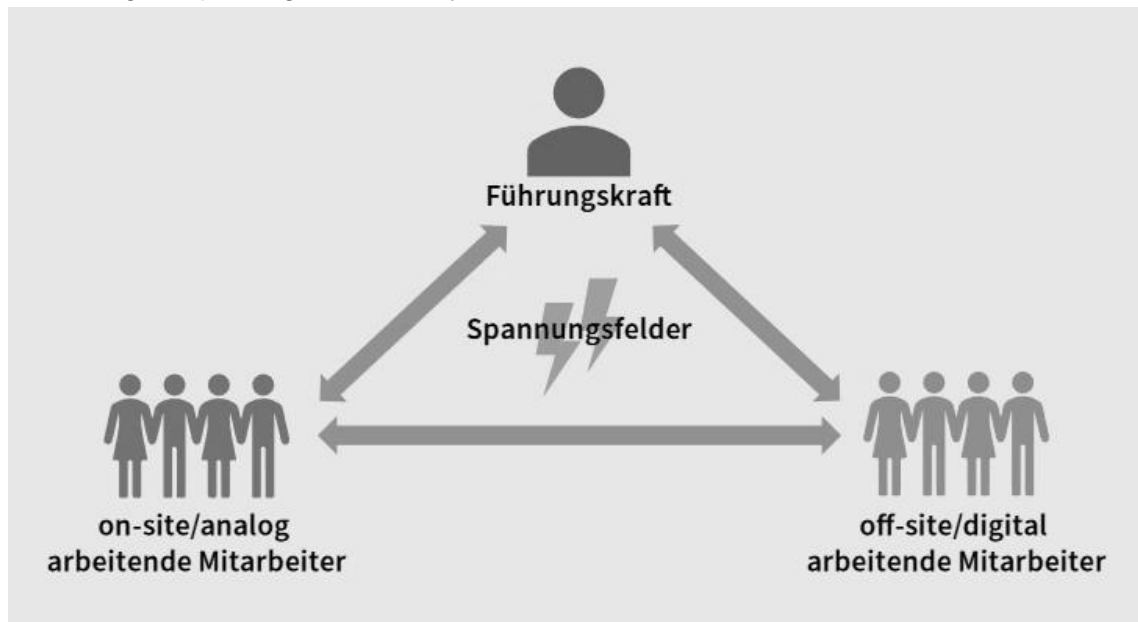 Führungskraft
Spannungsfelder
on-site/analog
arbeitende Mitarbeiter
off-site/digital
arbeitende Mitarbeiter